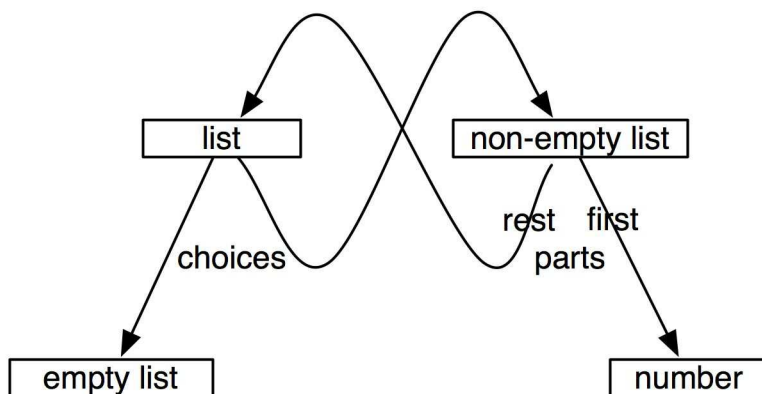 list
non-empty list
rest first
choices
parts
empty list
number